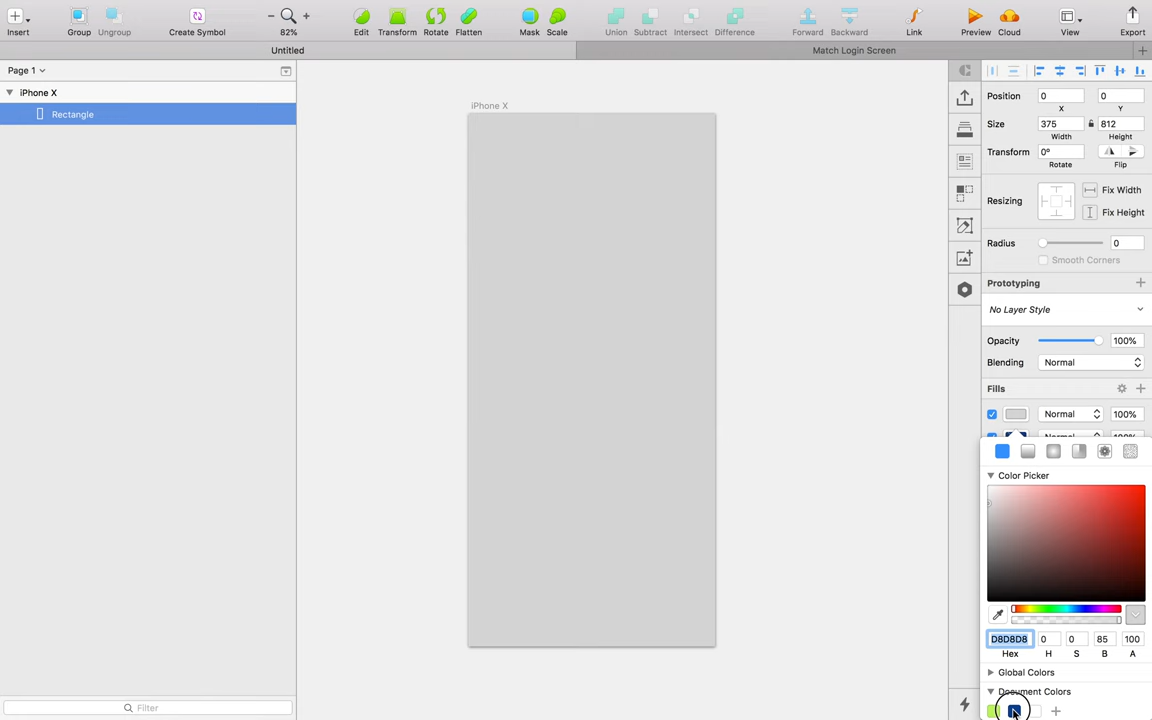 Insert Group Ungroup Create Symbol 82% Edit Transform Rotate Flatten Mask Scale Union Subtract Intersect Difference Forward Backward Link Preview Cloud View Export
Untitled Match Login Screen
Page 1
iPhone X
Rectangle
iPhone X
Position 0 0
X Y
Size 375 812
Width Height
Transform 0°
Rotate Flip
Resizing Fix Width
Fix Height
Radius 0
Smooth Corners
Prototyping
No Layer Style
Opacity 100%
Blending Normal
Fills
Normal 100%
Normal 100%
Color Picker
D8D8D8 0 0 85 100
Hex H S B A
Global Colors
Document Colors
Filter